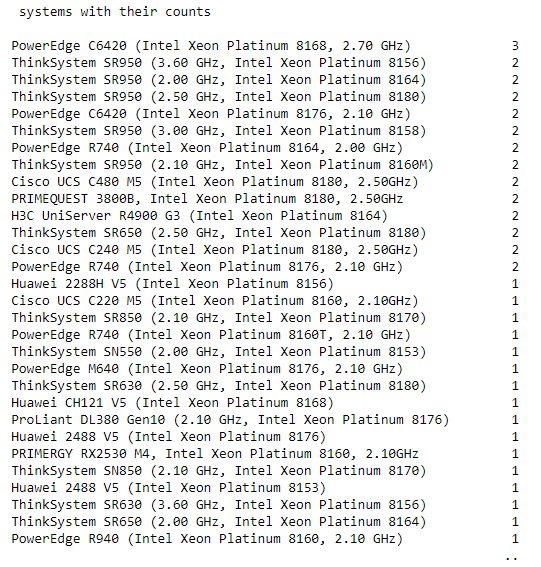 systems with their counts
PowerEdge C6420 (Intel Xeon Platinum 8168, 2.70 GHz) 3
ThinkSystem SR950 (3.60 GHz, Intel Xeon Platinum 8156) 2
ThinkSystem SR950 (2.00 GHz, Intel Xeon Platinum 8164) 2
ThinkSystem SR950 (2.50 GHz, Intel Xeon Platinum 8180) 2
PowerEdge C6420 (Intel Xeon Platinum 8176, 2.10 GHz) 2
ThinkSystem SR950 (3.00 GHz, Intel Xeon Platinum 8158) 2
PowerEdge R740 (Intel Xeon Platinum 8164, 2.00 GHz) 2
ThinkSystem SR950 (2.10 GHz, Intel Xeon Platinum 8160M) 2
Cisco UCS C480 M5 (Intel Xeon Platinum 8180, 2.50GHz) 2
PRIMEQUEST 3800B, Intel Xeon Platinum 8180, 2.50GHz 2
H3C UniServer R4900 G3 (Intel Xeon Platinum 8164) 2
ThinkSystem SR650 (2.50 GHz, Intel Xeon Platinum 8180) 2
Cisco UCS C240 M5 (Intel Xeon Platinum 8180, 2.50GHz) 2
PowerEdge R740 (Intel Xeon Platinum 8176, 2.10 GHz) 2
Huawei 2288H V5 (Intel Xeon Platinum 8156) 1
Cisco UCS C220 M5 (Intel Xeon Platinum 8160, 2.10GHz) 1
ThinkSystem SR850 (2.10 GHz, Intel Xeon Platinum 8170) 1
PowerEdge R740 (Intel Xeon Platinum 8160T, 2.10 GHz) 1
ThinkSystem SN550 (2.00 GHz, Intel Xeon Platinum 8153) 1
PowerEdge M640 (Intel Xeon Platinum 8176, 2.10 GHz) 1
ThinkSystem SR630 (2.50 GHz, Intel Xeon Platinum 8180) 1
Huawei CH121 V5 (Intel Xeon Platinum 8168) 1
ProLiant DL380 Gen10 (2.10 GHz, Intel Xeon Platinum 8176) 1
Huawei 2488 V5 (Intel Xeon Platinum 8176) 1
PRIMERGY RX2530 M4, Intel Xeon Platinum 8160, 2.10GHz 1
ThinkSystem SN850 (2.10 GHz, Intel Xeon Platinum 8170) 1
Huawei 2488 V5 (Intel Xeon Platinum 8153) 1
ThinkSystem SR630 (3.60 GHz, Intel Xeon Platinum 8156) 1
ThinkSystem SR650 (2.00 GHz, Intel Xeon Platinum 8164) 1
PowerEdge R940 (Intel Xeon Platinum 8160, 2.10 GHz) 1
..